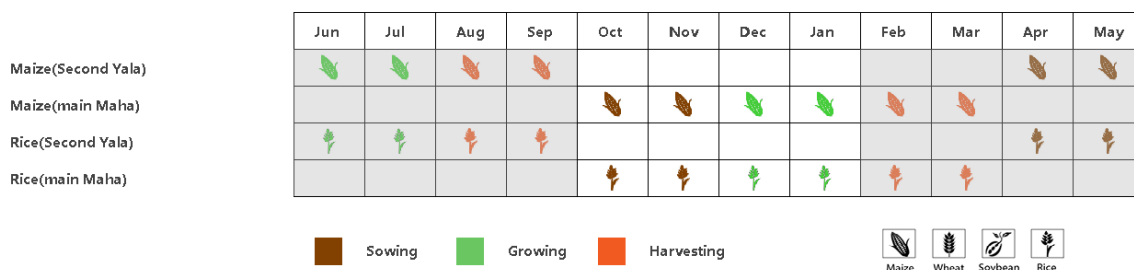 Jun Jul Aug Sep Oct Nov Dec Jan Feb Mar Apr May
Maize(Second Yala)
Maize(main Maha)
Rice(Second Yala)
Rice(main Maha)
Sowing Growing Harvesting
Maize Wheat Soybean Rice